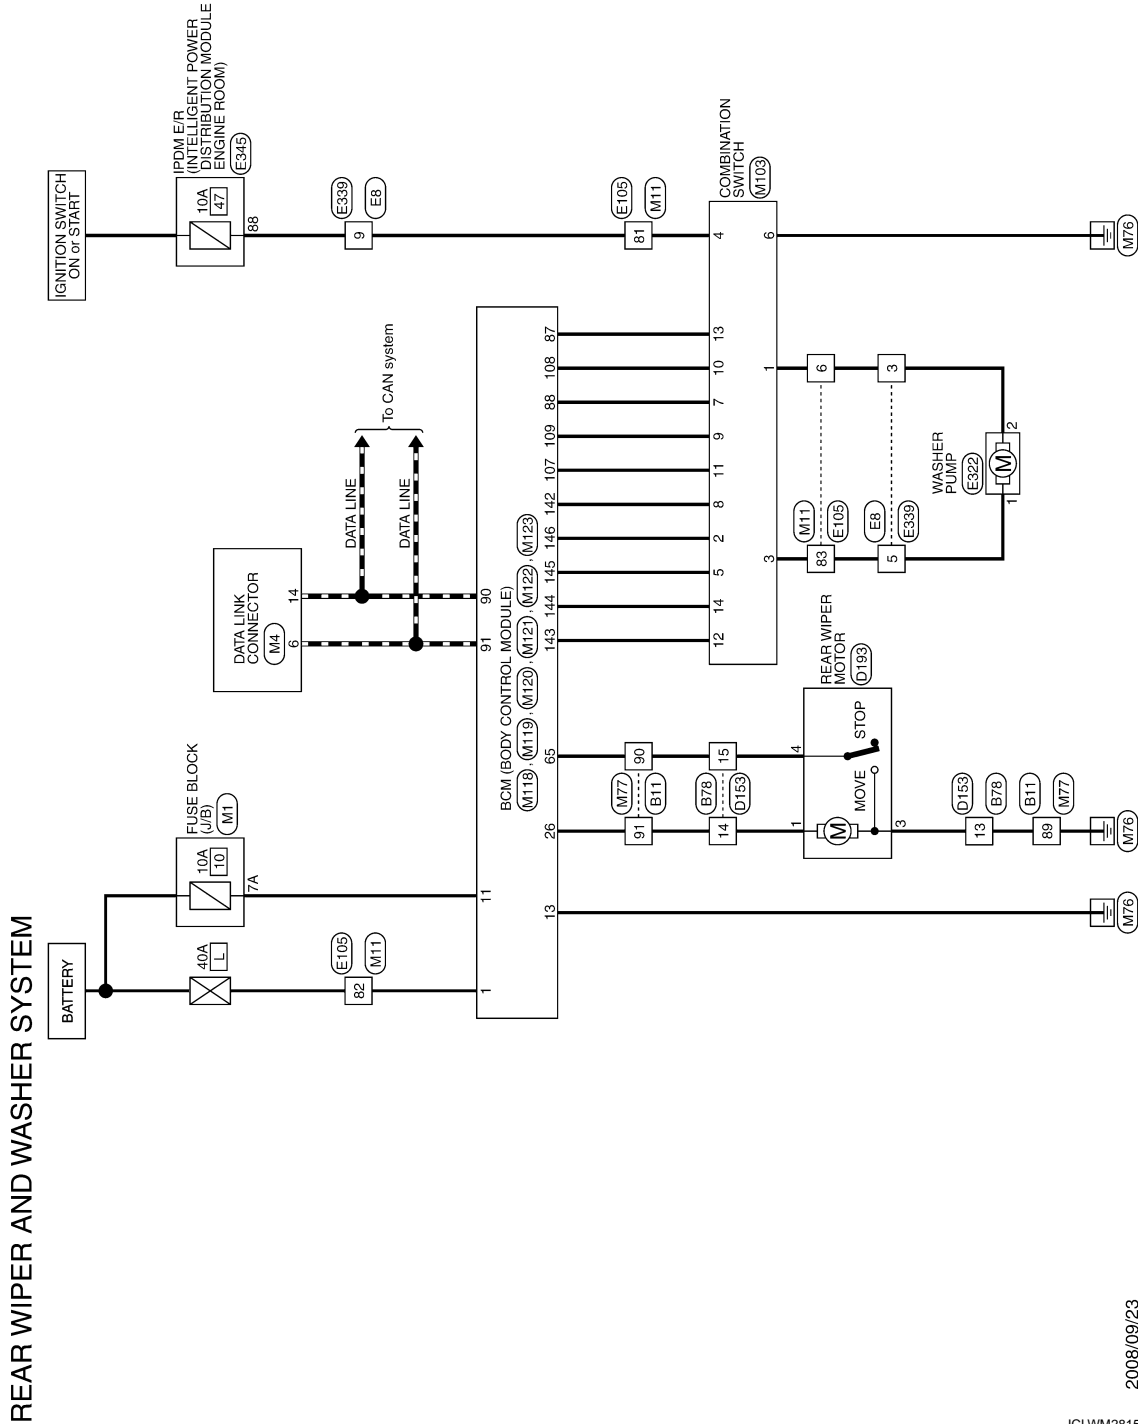 REAR WIPER AND WASHER SYSTEM
BATTERY
IGNITION SWITCH
ON or START
40A
L
FUSE BLOCK
(J/B)
M1
10A
10
7A
IPDM E/R
(INTELLIGENT POWER
DISTRIBUTION MODULE
ENGINE ROOM)
E345
10A
47
88
DATA LINK
CONNECTOR
M4
6
14
DATA LINE
DATA LINE
To CAN system
82
E105
M11
9
E339
E8
81
E105
M11
1
11
91
90
BCM (BODY CONTROL MODULE)
M118 , M119 , M120 , M121 , M122 , M123
13
26
65
143
144
145
146
142
107
109
88
108
87
12
14
5
2
8
11
9
7
10
13
4
COMBINATION
SWITCH
M103
3
1
6
91
M77
B11
90
14
B78
D153
15
REAR WIPER
MOTOR
D193
1
4
M
MOVE
STOP
3
13
D153
B78
89
B11
M77
83
M11
E105
6
5
E8
E339
3
WASHER
PUMP
E322
1
M
2
M76
M76
M76
2008/09/23